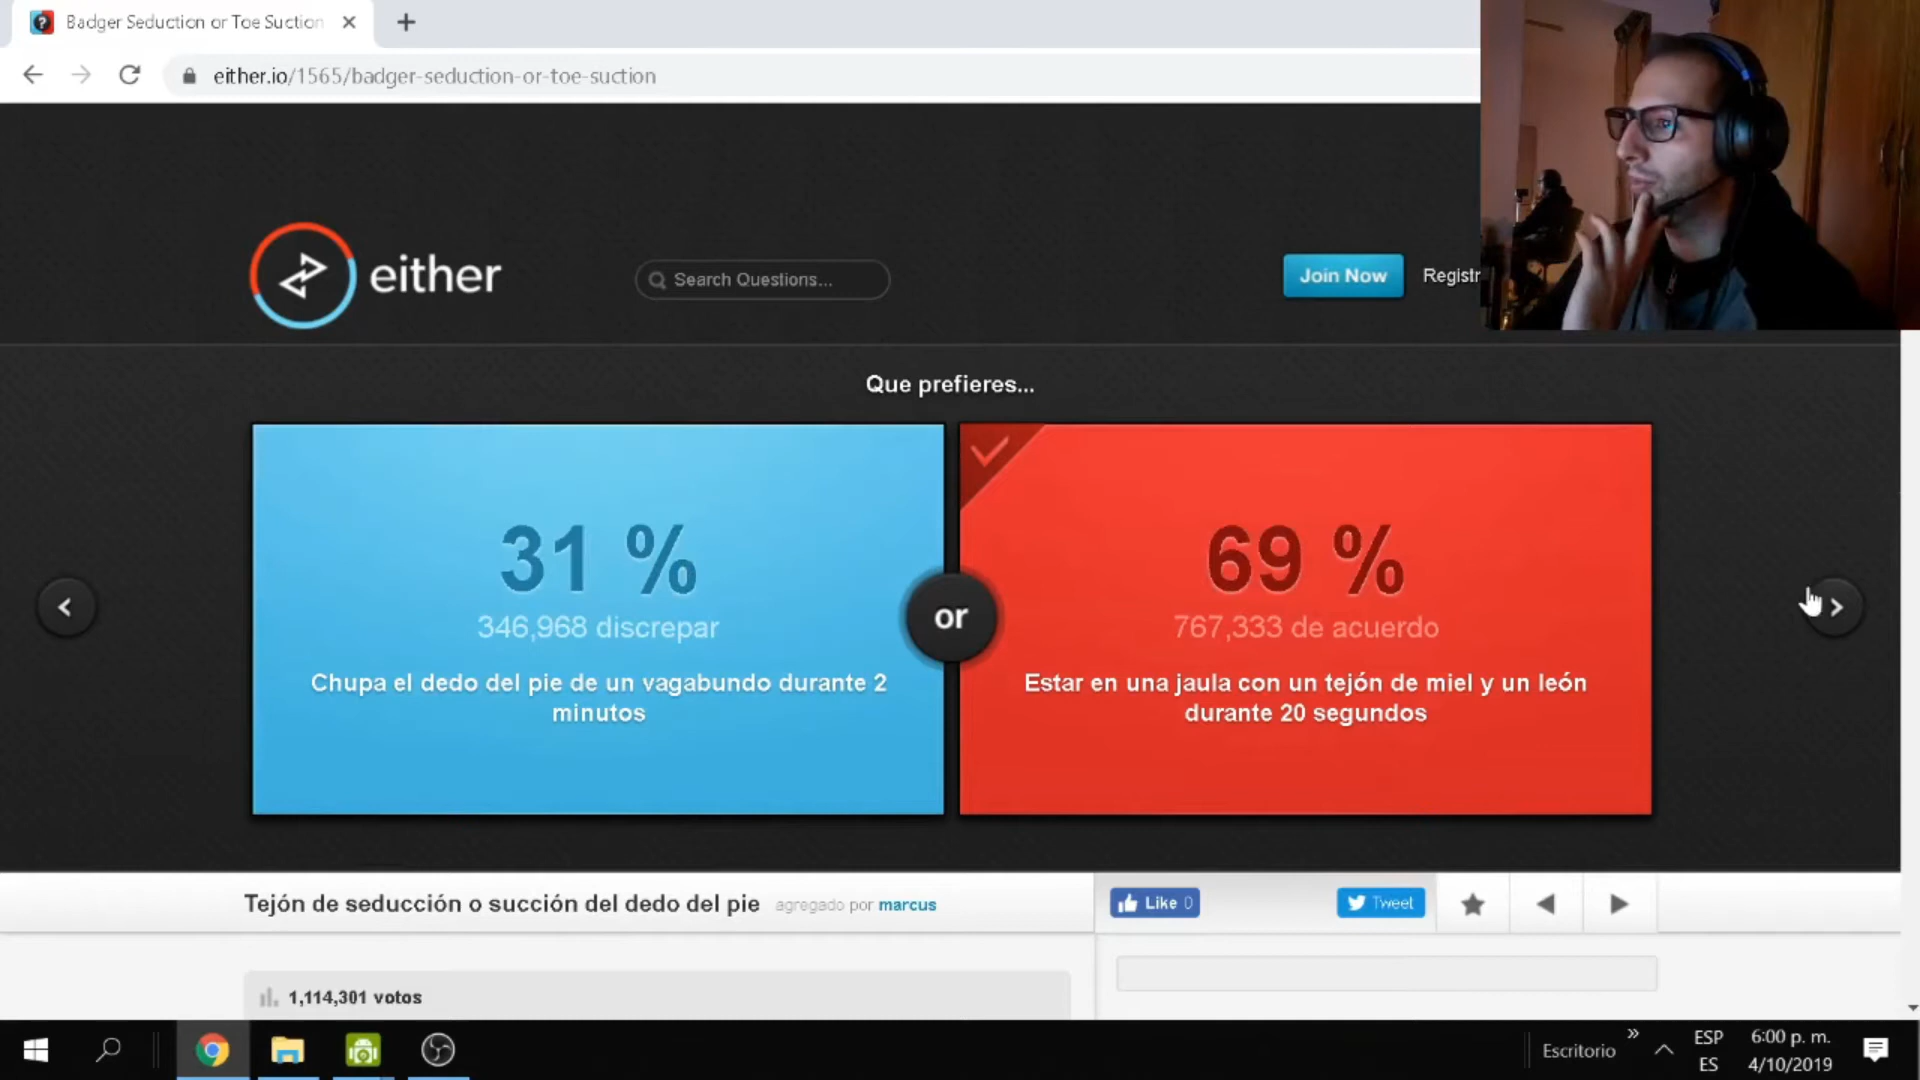 Badger Seduction or Toe Suction
either.io/1565/badger-seduction-or-toe-suction
either
Search Questions...
Join Now
Registr
Que prefieres...
31 %
346,968 discrepar
Chupa el dedo del pie de un vagabundo durante 2
minutos
or
69 %
767,333 de acuerdo
Estar en una jaula con un tejón de miel y un león
durante 20 segundos
Tejón de seducción o succión del dedo del pie agregado por marcus
Like 0
Tweet
1,114,301 votos
Escritorio
ESP
ES
6:00 p. m.
4/10/2019